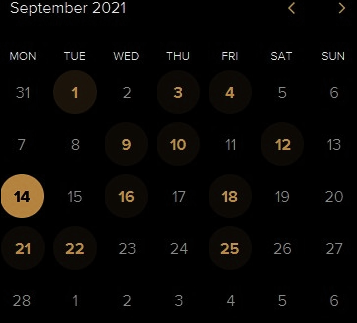 September 2021
MON TUE WED THU FRI SAT SUN
31 1 2 3 4 5 6
7 8 9 10 11 12 13
14 15 16 17 18 19 20
21 22 23 24 25 26 27
28 1 2 3 4 5 6